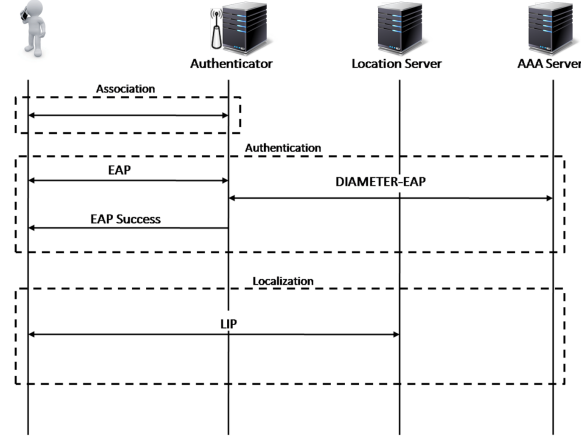 Authenticator
Location Server
AAA Server
Association
Authentication
EAP
DIAMETER-EAP
EAP Success
Localization
LIP